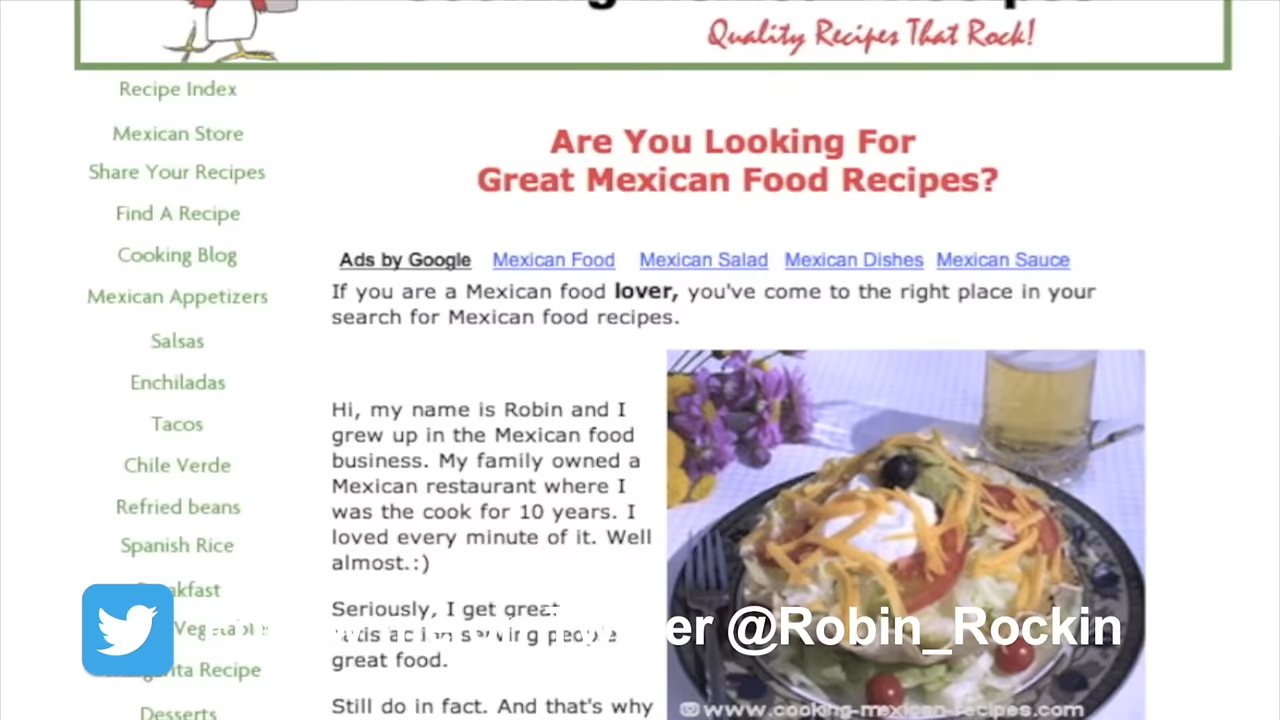 Quality Recipes That Rock!
Recipe Index
Mexican Store
Share Your Recipes
Find A Recipe
Cooking Blog
Mexican Appetizers
Salsas
Enchiladas
Tacos
Chile Verde
Refried beans
Spanish Rice
Desserts
Are You Looking For
Great Mexican Food Recipes?
Ads by Google Mexican Food Mexican Salad Mexican Dishes Mexican Sauce
If you are a Mexican food lover, you've come to the right place in your
search for Mexican food recipes.
Hi, my name is Robin and I
grew up in the Mexican food
business. My family owned a
Mexican restaurant where I
was the cook for 10 years. I
loved every minute of it. Well
almost.:)
Seriously, I get great
serving people
great food.
Still do in fact. And that's why
@Robin_Rockin
©www.cooking-mexican-recipes.com